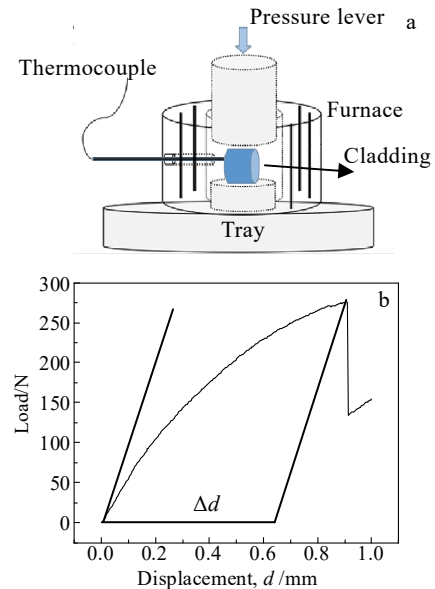 Pressure lever
a
Thermocouple
Furnace
Cladding
Tray
b
300
250
200
150
100
50
0
Load/N
Δd
0.0 0.2 0.4 0.6 0.8 1.0
Displacement, d /mm